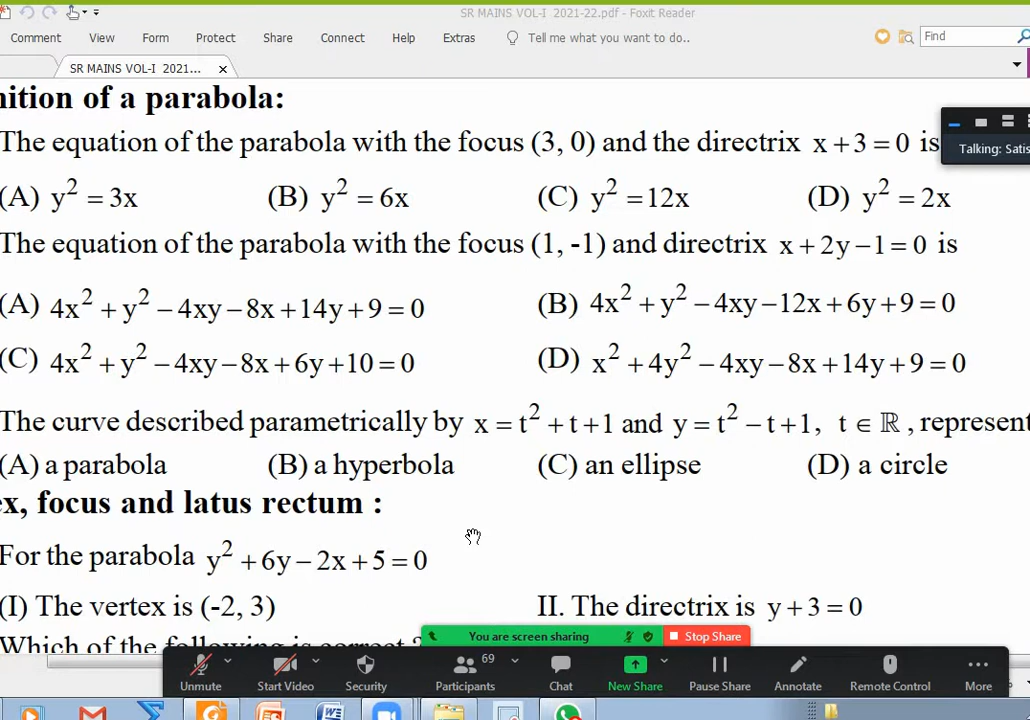 SR MAINS VOL-I 2021-22.pdf - Foxit Reader
Comment View Form Protect Share Connect Help Extras Tell me what you want to do.. Find
SR MAINS VOL-I 2021... ×
nition of a parabola:
The equation of the parabola with the focus (3, 0) and the directrix x + 3 = 0 is
Talking: Satis
(A) y² = 3x (B) y² = 6x (C) y² = 12x (D) y² = 2x
The equation of the parabola with the focus (1, -1) and directrix x + 2y − 1 = 0 is
(A) 4x² + y² − 4xy − 8x + 14y + 9 = 0 (B) 4x² + y² − 4xy − 12x + 6y + 9 = 0
(C) 4x² + y² − 4xy − 8x + 6y + 10 = 0 (D) x² + 4y² − 4xy − 8x + 14y + 9 = 0
The curve described parametrically by x = t² + t + 1 and y = t² − t + 1, t ∈ ℝ, represent
(A) a parabola (B) a hyperbola (C) an ellipse (D) a circle
ex, focus and latus rectum :
For the parabola y² + 6y − 2x + 5 = 0
(I) The vertex is (-2, 3) II. The directrix is y + 3 = 0
Which of the following is correct ?
You are screen sharing Stop Share
69
Unmute Start Video Security Participants Chat New Share Pause Share Annotate Remote Control More